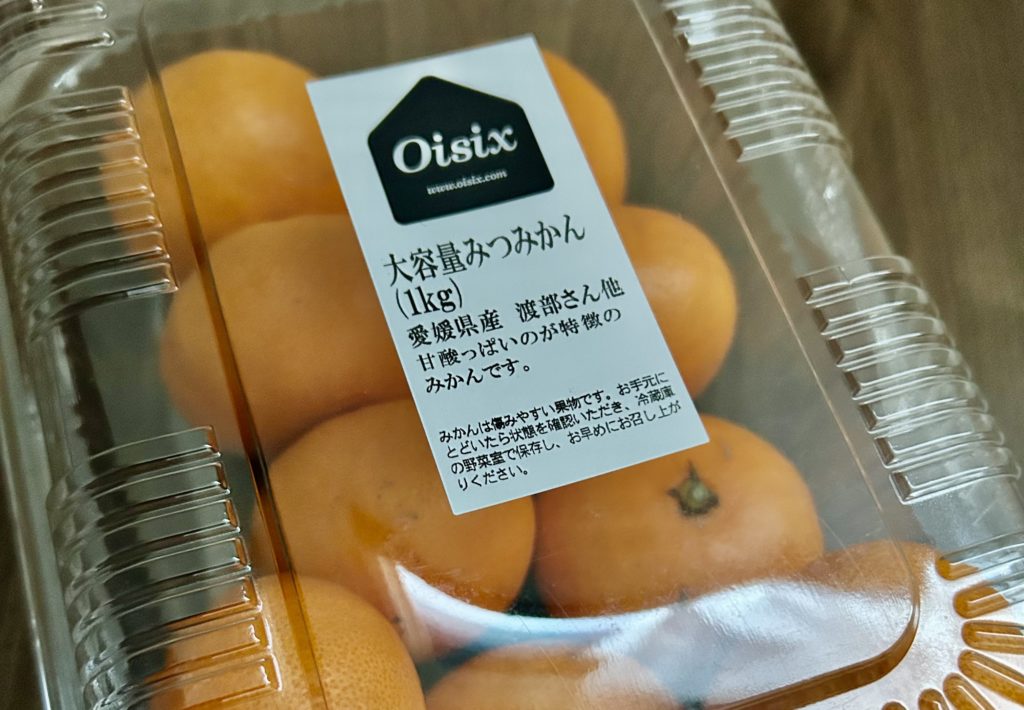 Oisix
www.oisix.com
大容量みつみかん
(1kg)
愛媛県産 渡部さん他
甘酸っぱいのが特徴の
みかんです。
みかんは傷みやすい果物です。お手元に
とどいたら状態を確認いただき、冷蔵庫
の野菜室で保存し、お早めにお召し上が
りください。